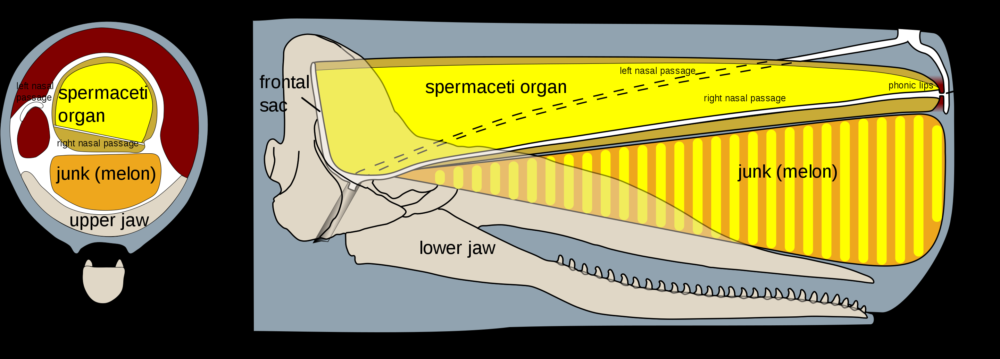 left nasal
passage
spermaceti
organ
right nasal passage
junk (melon)
upper jaw
frontal
sac
spermaceti organ
left nasal passage
right nasal passage
phonic lips
junk (melon)
lower jaw